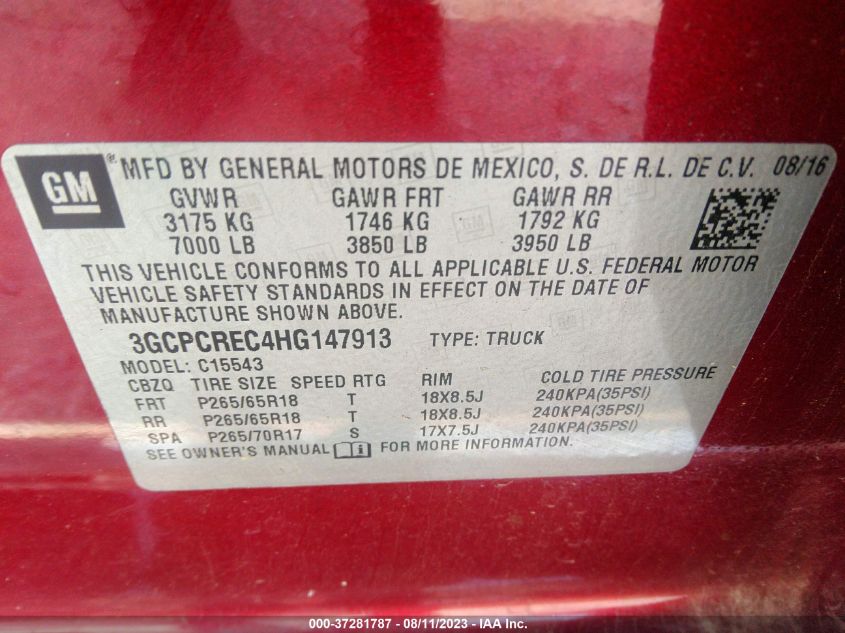 GM ® MFD BY GENERAL MOTORS DE MEXICO, S. DE R.L. DE C.V. 08/16
GVWR GAWR FRT GAWR RR
3175 KG 1746 KG 1792 KG
7000 LB 3850 LB 3950 LB
THIS VEHICLE CONFORMS TO ALL APPLICABLE U.S. FEDERAL MOTOR
VEHICLE SAFETY STANDARDS IN EFFECT ON THE DATE OF
MANUFACTURE SHOWN ABOVE.
3GCPCREC4HG147913 TYPE: TRUCK
MODEL: C15543
CBZQ TIRE SIZE SPEED RTG RIM COLD TIRE PRESSURE
FRT P265/65R18 T 18X8.5J 240KPA(35PSI)
RR P265/65R18 T 18X8.5J 240KPA(35PSI)
SPA P265/70R17 S 17X7.5J 240KPA(35PSI)
SEE OWNER'S MANUAL FOR MORE INFORMATION.
000-37281787 - 08/11/2023 - IAA Inc.